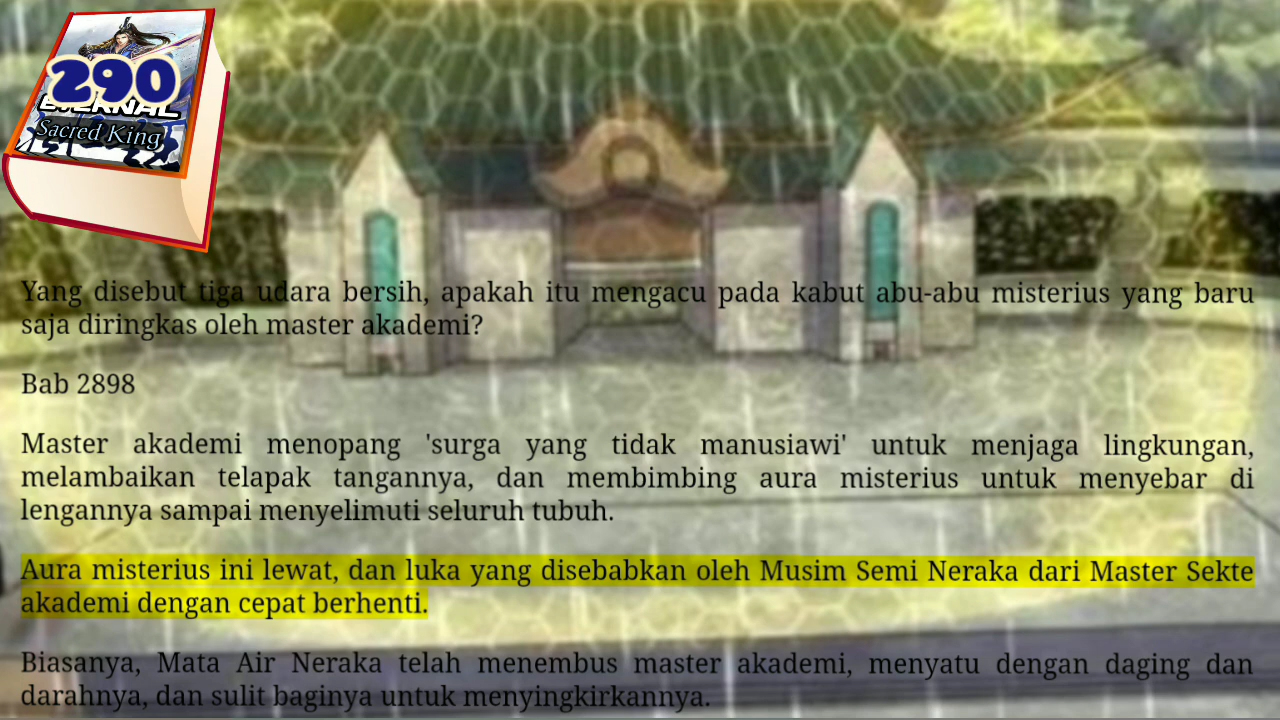 290
ETERNAL
Sacred King
Yang disebut tiga udara bersih, apakah itu mengacu pada kabut abu-abu misterius yang baru
saja diringkas oleh master akademi?
Bab 2898
Master akademi menopang 'surga yang tidak manusiawi' untuk menjaga lingkungan,
melambaikan telapak tangannya, dan membimbing aura misterius untuk menyebar di
lengannya sampai menyelimuti seluruh tubuh.
Aura misterius ini lewat, dan luka yang disebabkan oleh Musim Semi Neraka dari Master Sekte
akademi dengan cepat berhenti.
Biasanya, Mata Air Neraka telah menembus master akademi, menyatu dengan daging dan
darahnya, dan sulit baginya untuk menyingkirkannya.